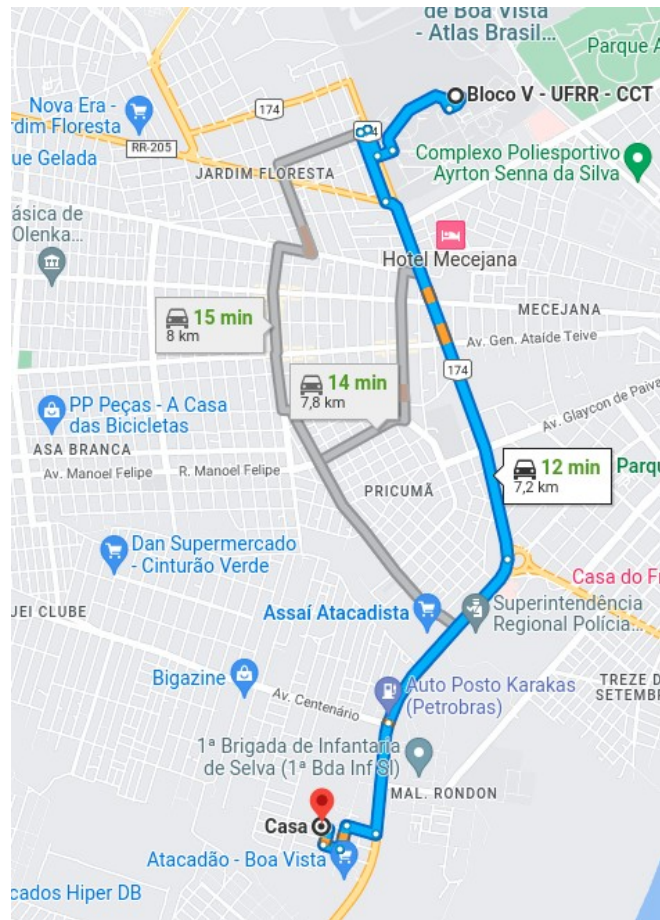 de Boa Vista
- Atlas Brasil...
Parque A
Bloco V - UFRR - CCT
Nova Era -
rdim Floresta
174
RR-205
que Gelada
JARDIM FLORESTA
Complexo Poliesportivo
Ayrton Senna da Silva
ásica de
Olenka...
Hotel Mecejana
MECEJANA
15 min
8 km
Av. Gen. Ataíde Teive
14 min
7,8 km
174
PP Peças - A Casa
das Bicicletas
Av. Glaycon de Paiva
ASA BRANCA
Av. Manoel Felipe
R. Manoel Felipe
12 min
7,2 km
Parqu
PRICUMÃ
Dan Supermercado
- Cinturão Verde
Casa do Fr
UEI CLUBE
Assaí Atacadista
Superintendência
Regional Polícia...
Bigazine
TREZE D
SETEMBR
Auto Posto Karakas
(Petrobras)
Av. Centenário
1ª Brigada de Infantaria
de Selva (1ª Bda Inf Sl)
MAL. RONDON
Casa
Atacadão - Boa Vista
cados Hiper DB